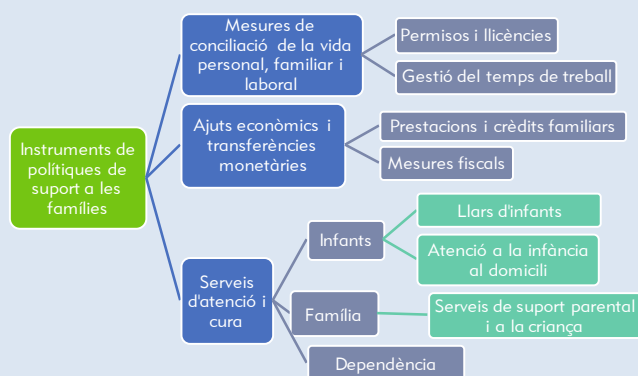 Instruments de
polítiques de
suport a les
famílies
Mesures de
conciliació de la vida
personal, familiar i
laboral
Permisos i llicències
Gestió del temps de treball
Ajuts econòmics i
transferències
monetàries
Prestacions i crèdits familiars
Mesures fiscals
Serveis
d'atenció i
cura
Infants
Llars d'infants
Atenció a la infància
al domicili
Família
Serveis de suport parental
i a la criança
Dependència